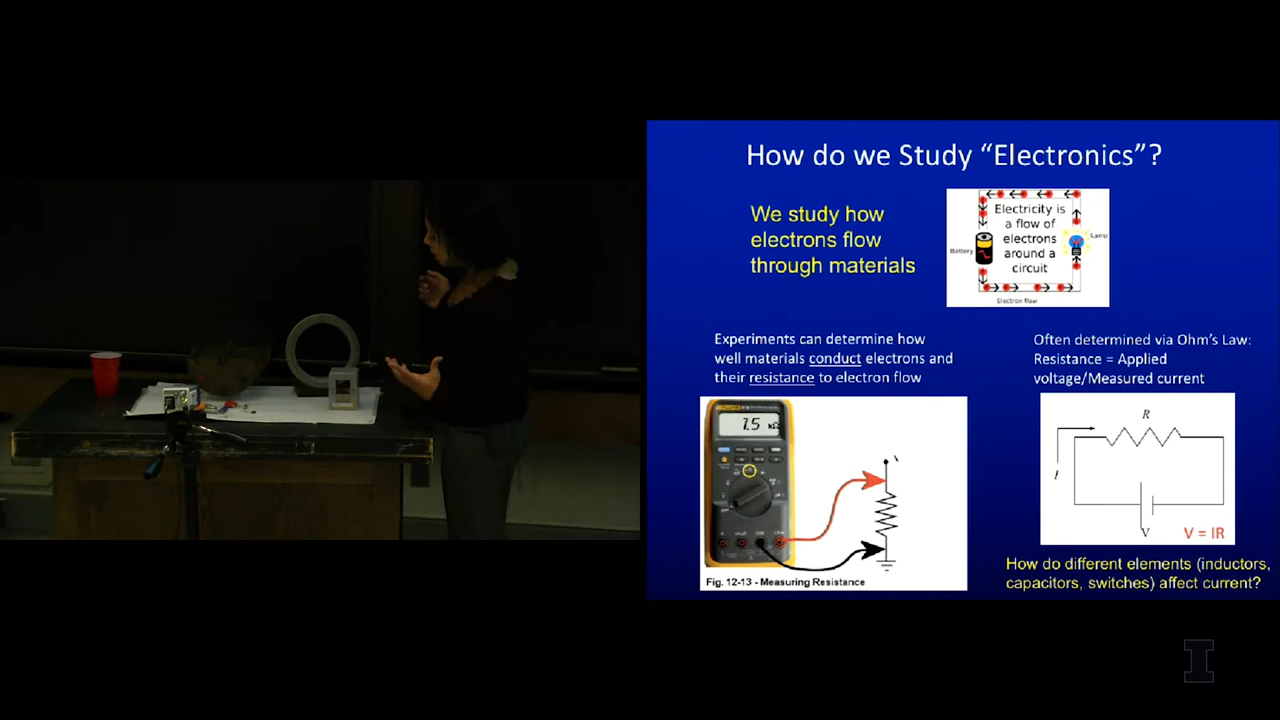 How do we Study “Electronics”?
We study how
electrons flow
through materials
Electricity is
a flow of
electrons
around a
circuit
Battery
Lamp
Electron flow
Experiments can determine how
well materials conduct electrons and
their resistance to electron flow
Often determined via Ohm’s Law:
Resistance = Applied
voltage/Measured current
7.5 kΩ
Fig. 12-13 - Measuring Resistance
R
I
V
V = IR
How do different elements (inductors,
capacitors, switches) affect current?
I